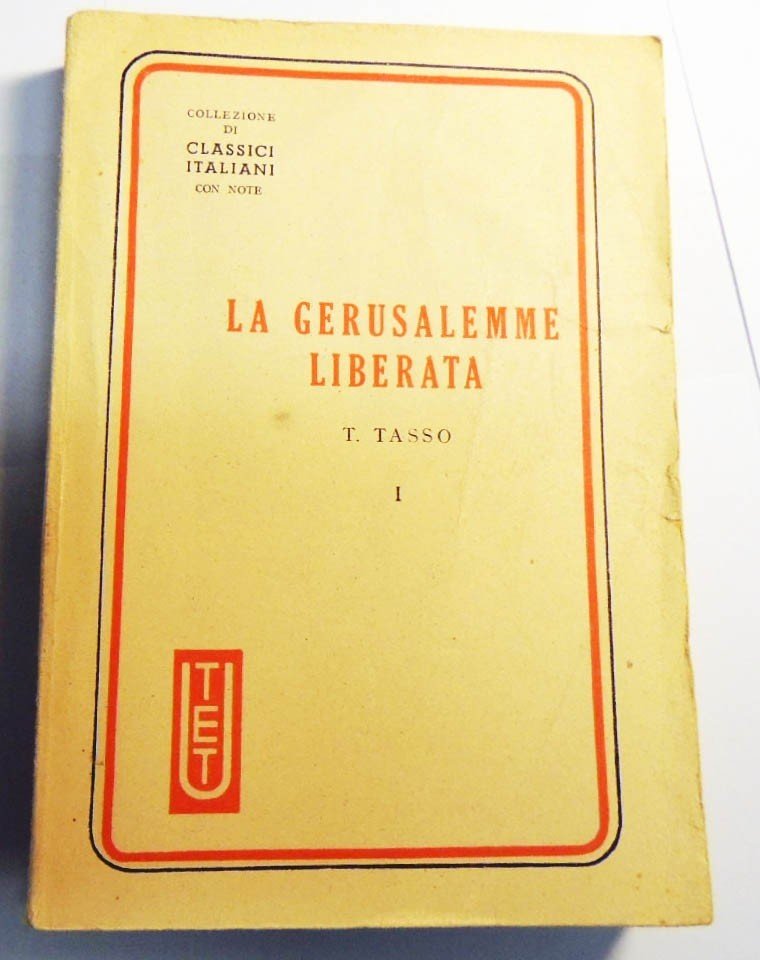 COLLEZIONE
DI
CLASSICI
ITALIANI
CON NOTE
LA GERUSALEMME
LIBERATA
T. TASSO
I
UTET